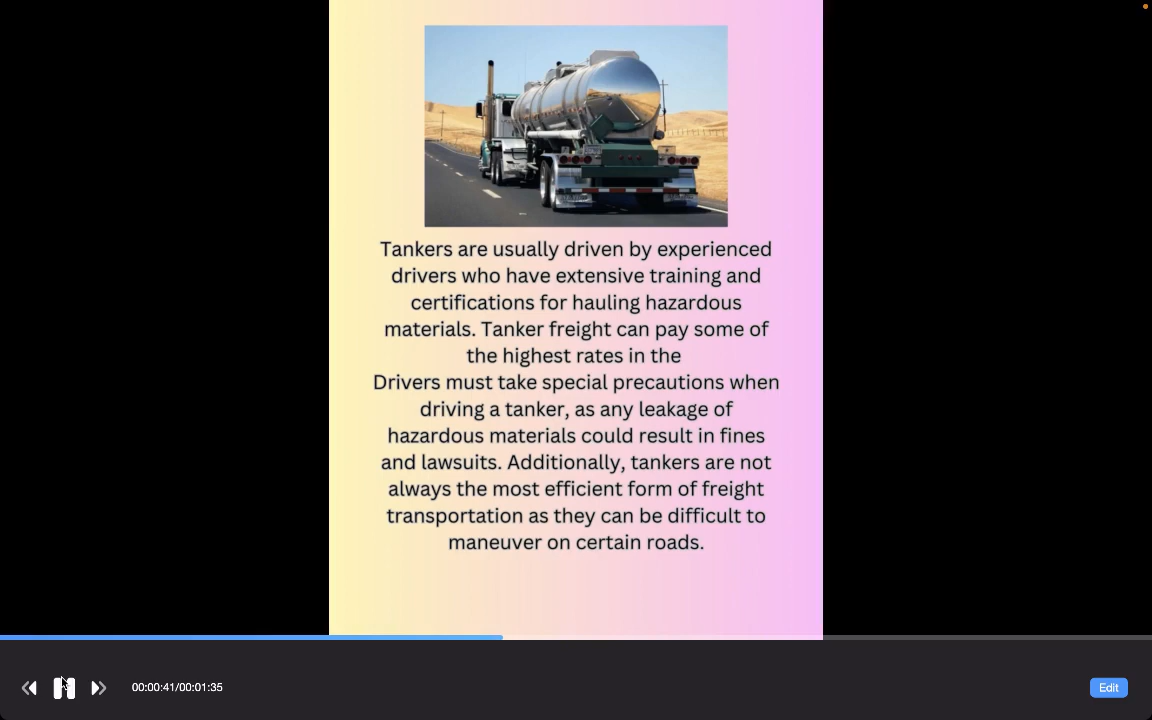 Tankers are usually driven by experienced
drivers who have extensive training and
certifications for hauling hazardous
materials. Tanker freight can pay some of
the highest rates in the
Drivers must take special precautions when
driving a tanker, as any leakage of
hazardous materials could result in fines
and lawsuits. Additionally, tankers are not
always the most efficient form of freight
transportation as they can be difficult to
maneuver on certain roads.
00:00:41/00:01:35
Edit